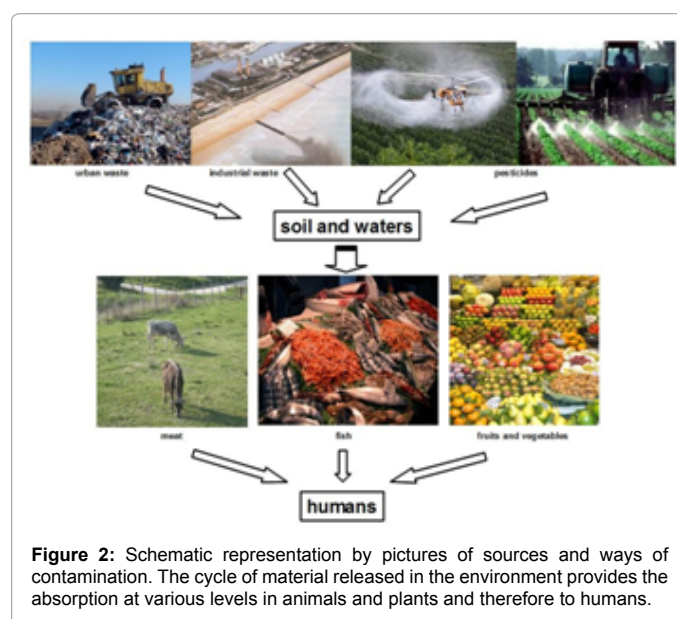 urban waste
industrial waste
pesticides
soil and waters
meat
fish
fruits and vegetables
humans
Figure 2: Schematic representation by pictures of sources and ways of
contamination. The cycle of material released in the environment provides the
absorption at various levels in animals and plants and therefore to humans.